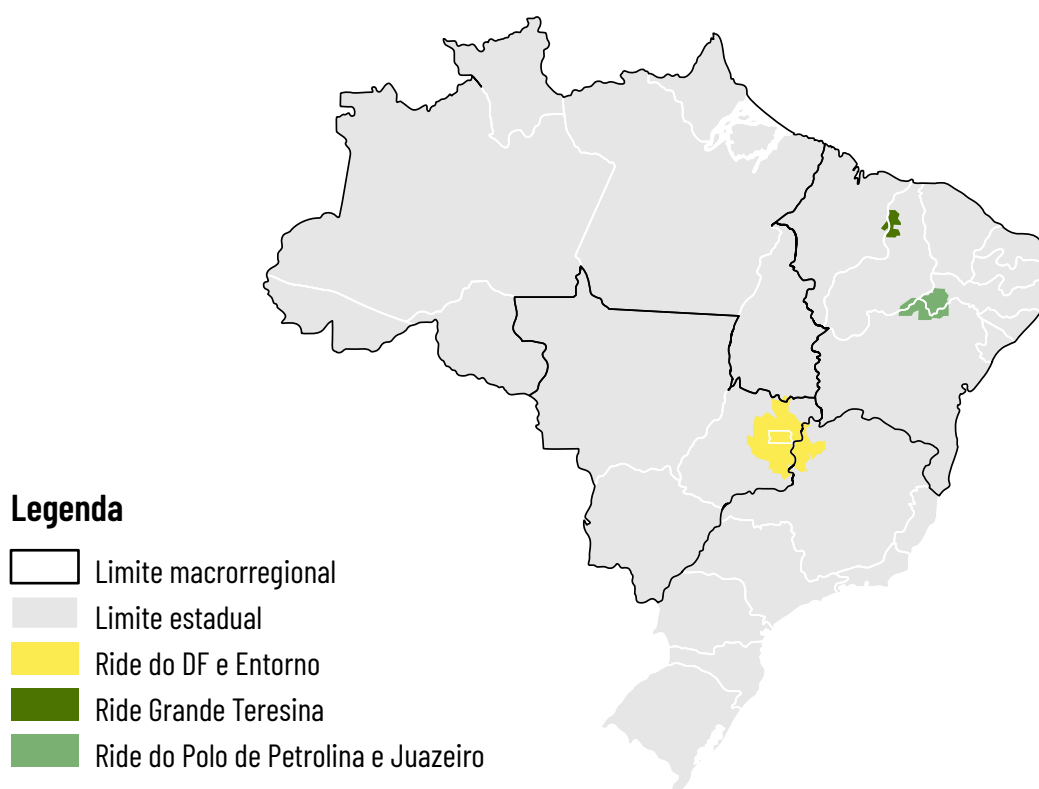 Legenda
Limite macrorregional
Limite estadual
Ride do DF e Entorno
Ride Grande Teresina
Ride do Polo de Petrolina e Juazeiro